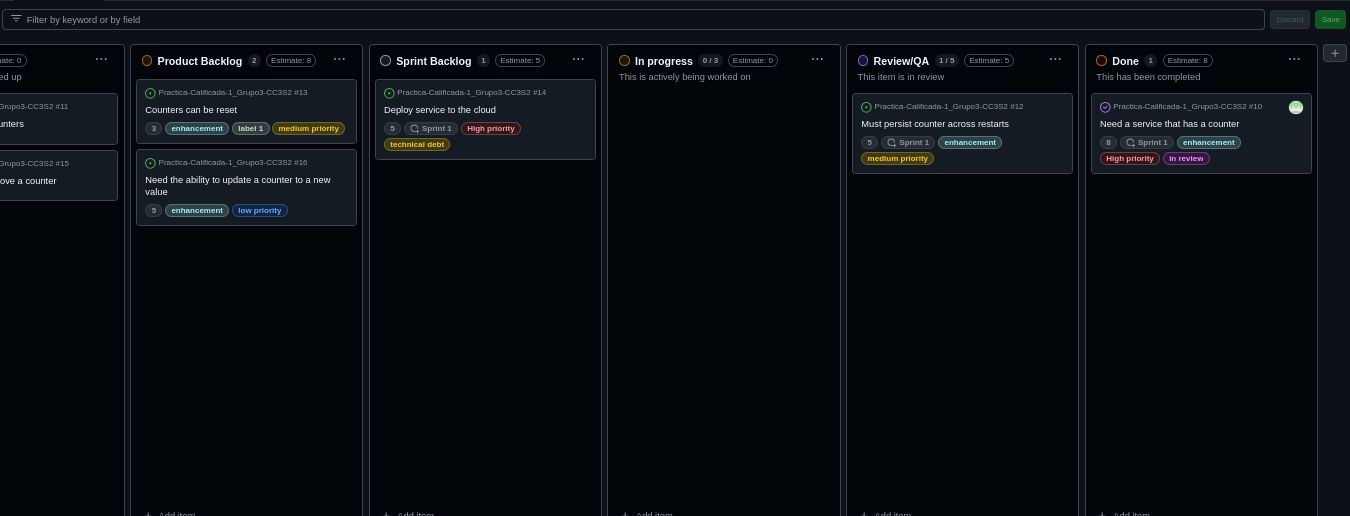 Filter by keyword or by field
Discard
Save
ate: 0
ed up
Grupo3-CC3S2 #11
unters
Grupo3-CC3S2 #15
ove a counter
Product Backlog 2 Estimate: 8
Practica-Calificada-1_Grupo3-CC3S2 #13
Counters can be reset
3 enhancement label 1 medium priority
Practica-Calificada-1_Grupo3-CC3S2 #16
Need the ability to update a counter to a new
value
5 enhancement low priority
Add item
Sprint Backlog 1 Estimate: 5
Practica-Calificada-1_Grupo3-CC3S2 #14
Deploy service to the cloud
5 Sprint 1 High priority
technical debt
Add item
In progress 0 / 3 Estimate: 0
This is actively being worked on
Add item
Review/QA 1 / 5 Estimate: 5
This item is in review
Practica-Calificada-1_Grupo3-CC3S2 #12
Must persist counter across restarts
5 Sprint 1 enhancement
medium priority
Add item
Done 1 Estimate: 8
This has been completed
Practica-Calificada-1_Grupo3-CC3S2 #10
Need a service that has a counter
8 Sprint 1 enhancement
High priority in review
Add item